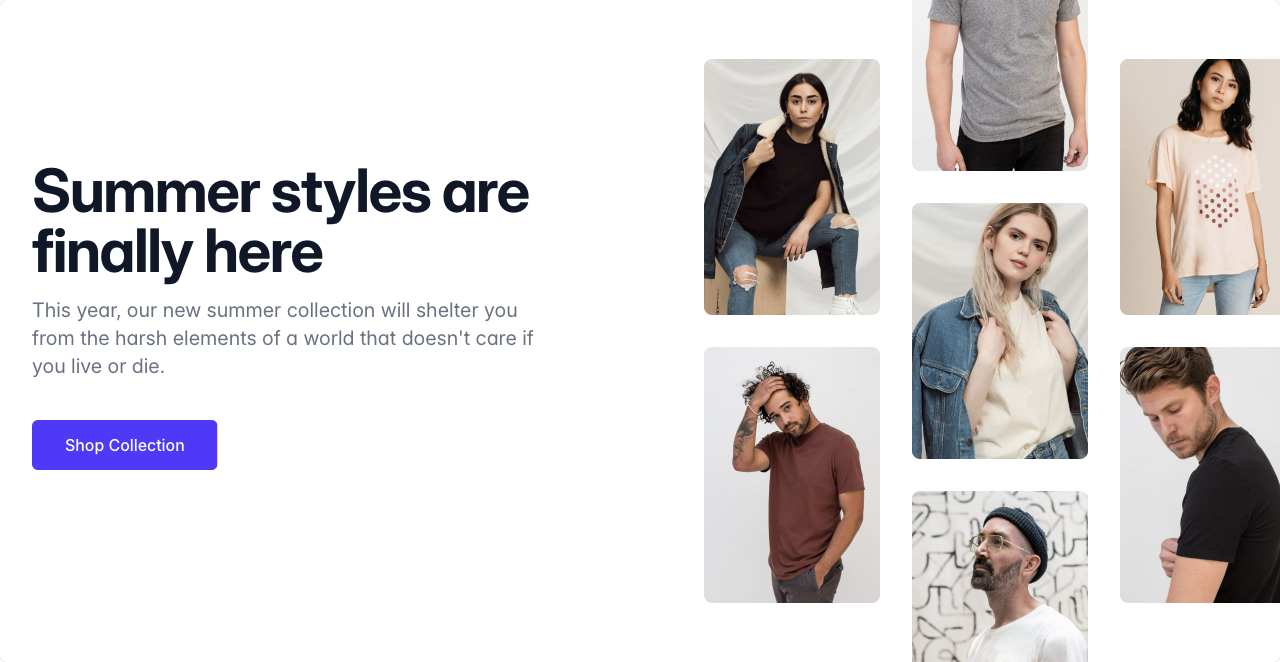 Summer styles are
finally here
This year, our new summer collection will shelter you
from the harsh elements of a world that doesn't care if
you live or die.
Shop Collection